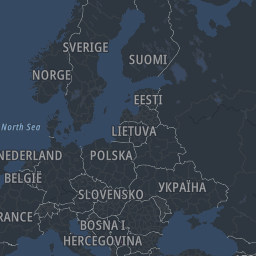 SVERIGE
SUOMI
NORGE
EESTI
North Sea
LIETUVA
NEDERLAND
POLSKA
BELGIË
SLOVENSKO
УКРАЇНА
RANCE
BOSNA I
HERCEGOVINA